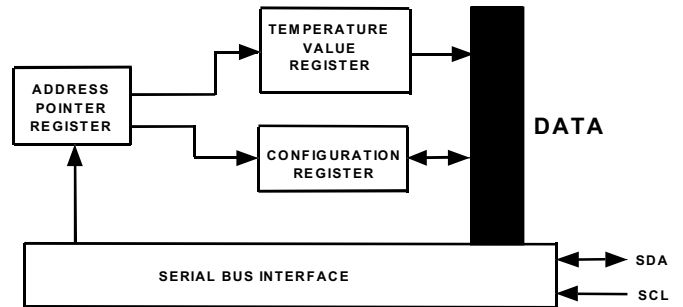 TEMPERATURE
VALUE
REGISTER
ADDRESS
POINTER
REGISTER
DATA
CONFIGURATION
REGISTER
SERIAL BUS INTERFACE
SDA
SCL